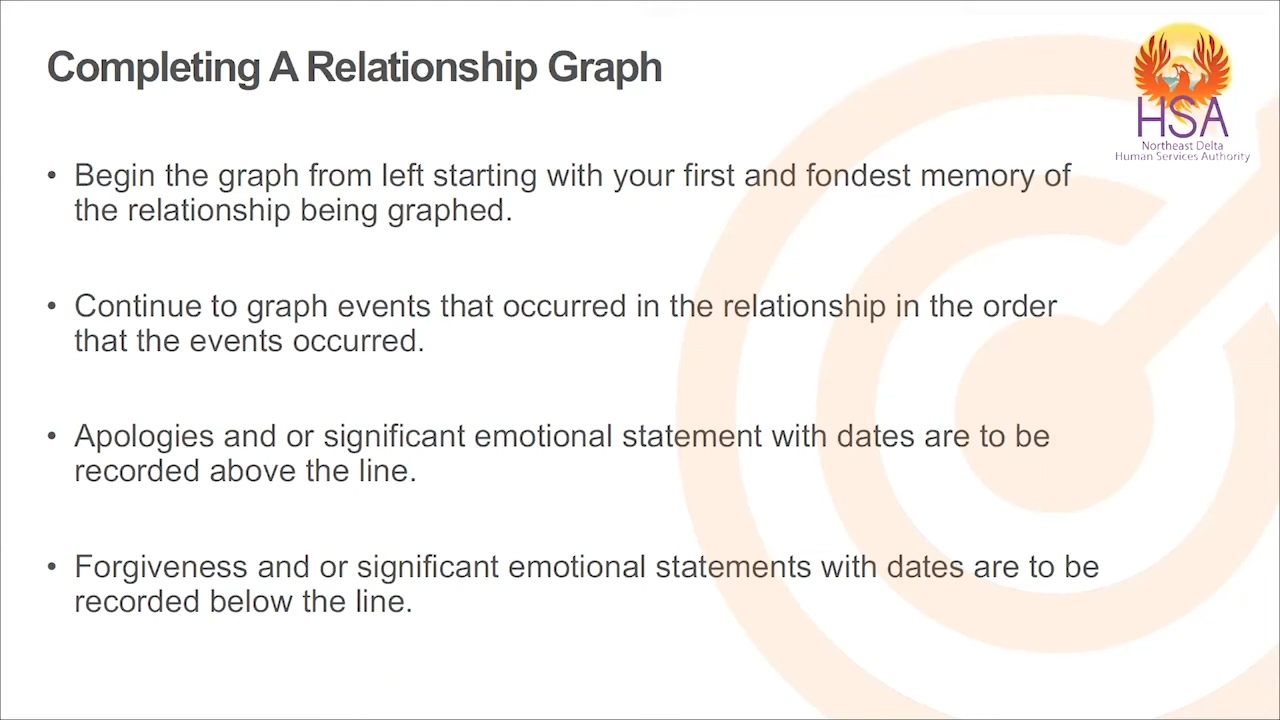 Completing A Relationship Graph
HSA
Northeast Delta
Human Services Authority
• Begin the graph from left starting with your first and fondest memory of
the relationship being graphed.
• Continue to graph events that occurred in the relationship in the order
that the events occurred.
• Apologies and or significant emotional statement with dates are to be
recorded above the line.
• Forgiveness and or significant emotional statements with dates are to be
recorded below the line.